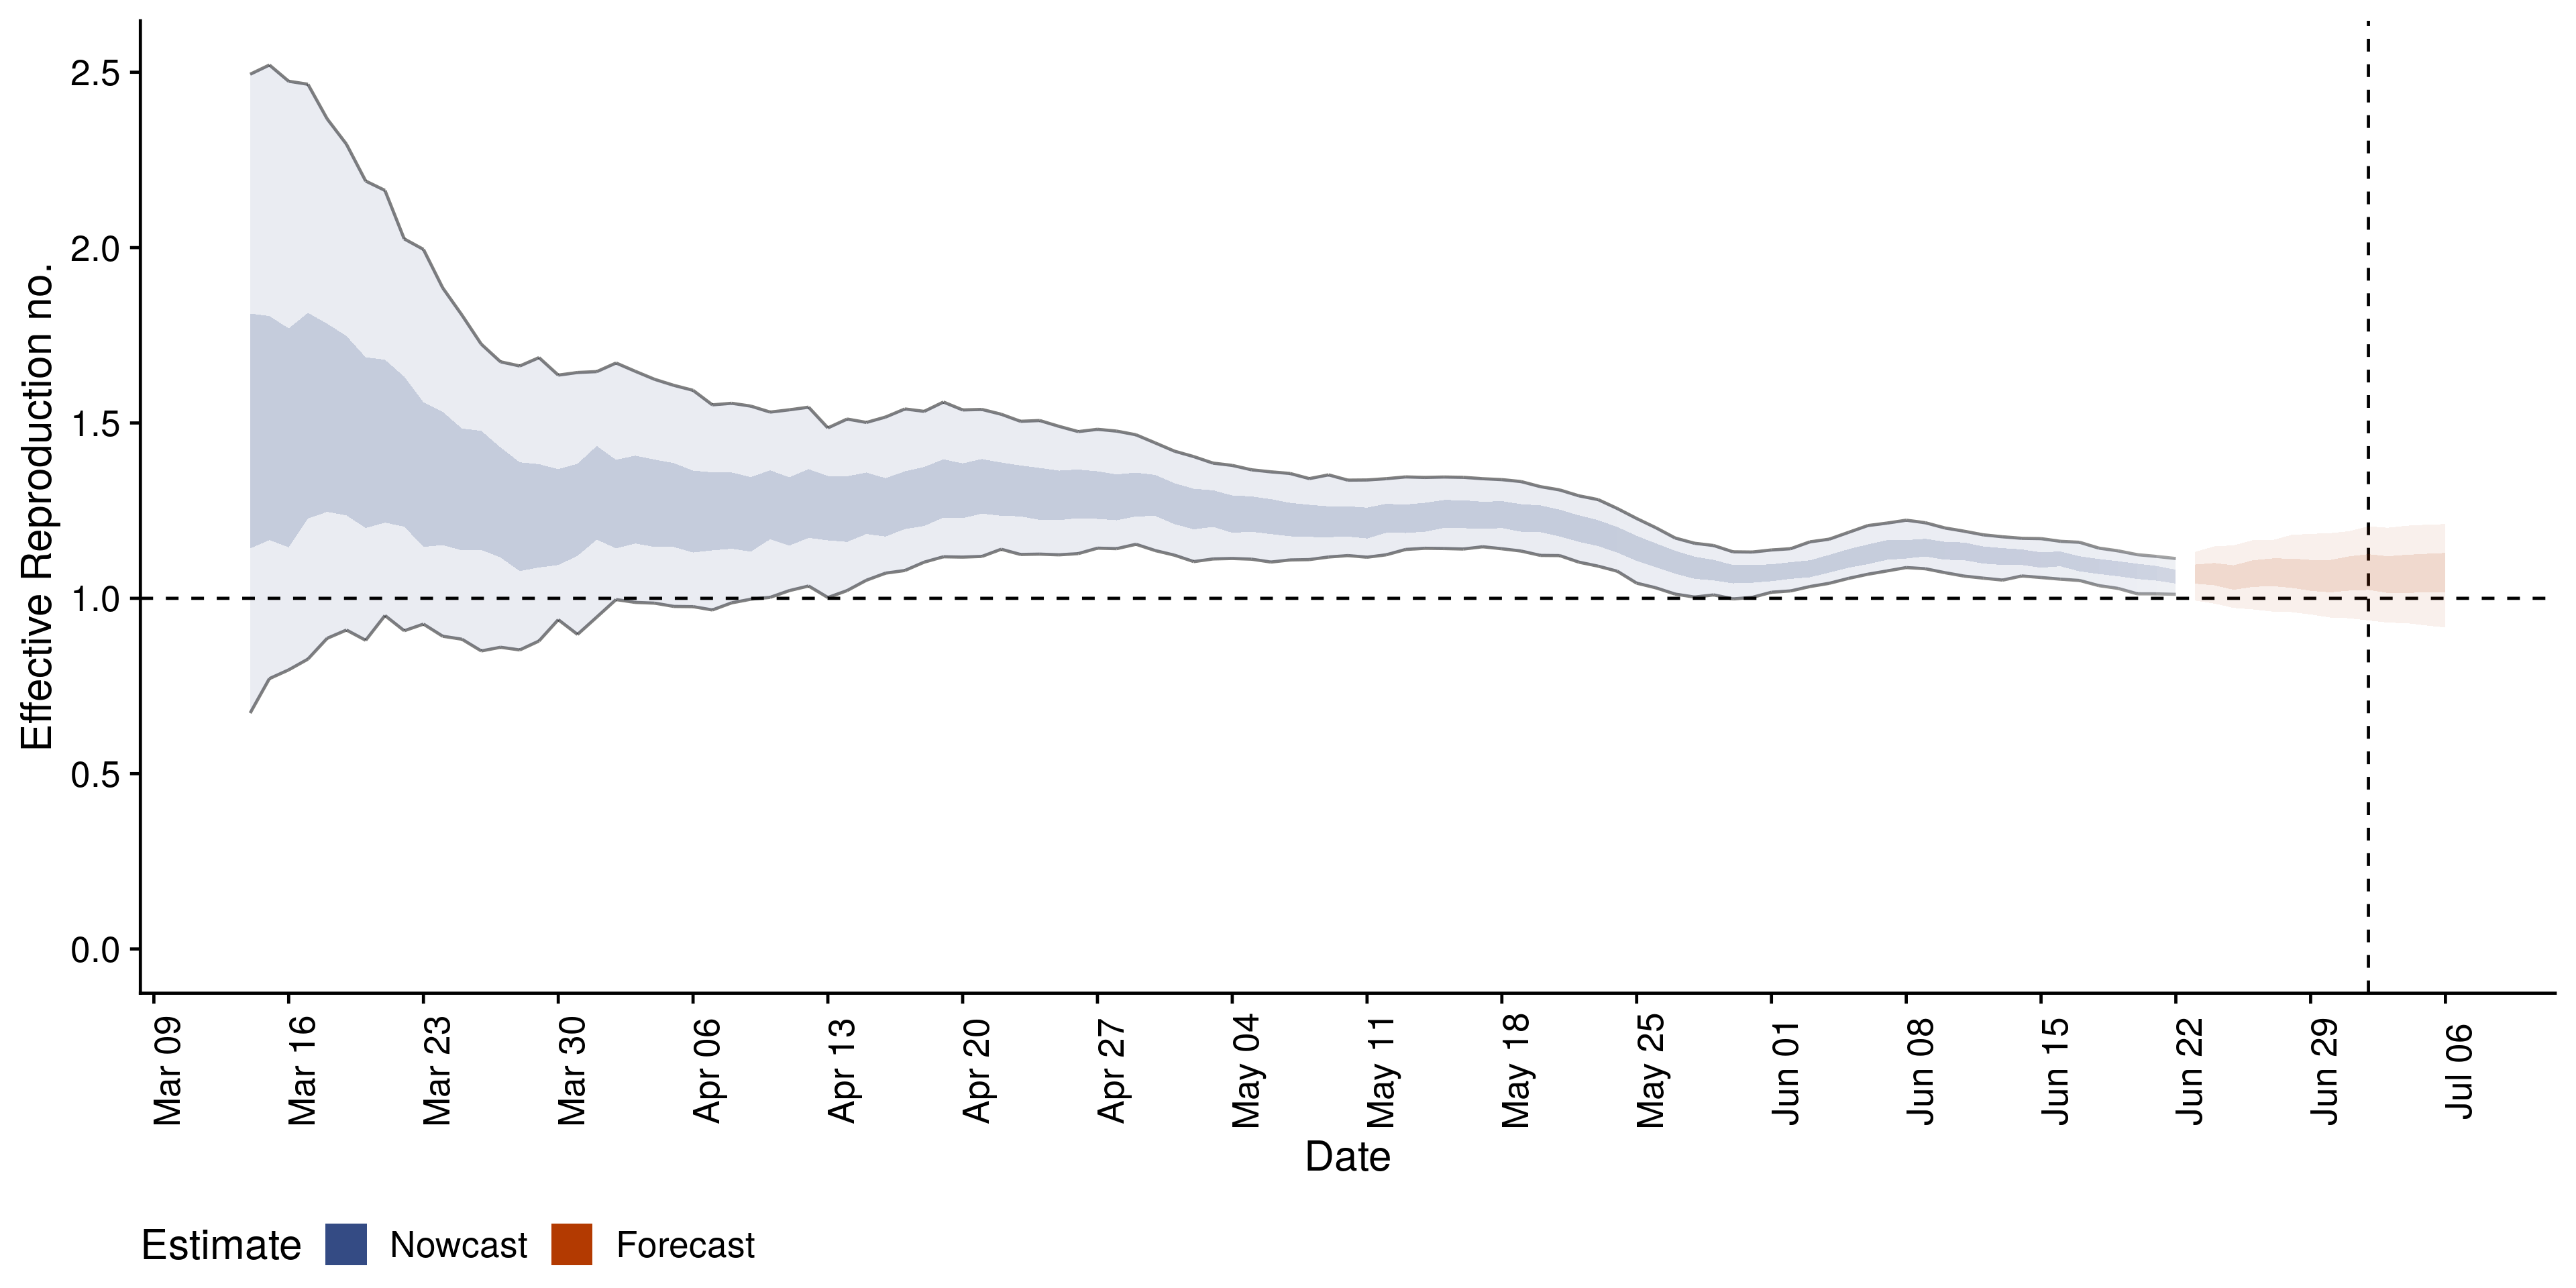 Effective Reproduction no.
2.5
2.0
1.5
1.0
0.5
0.0
Mar 09
Mar 16
Mar 23
Mar 30
Apr 06
Apr 13
Apr 20
Apr 27
May 04
May 11
May 18
May 25
Jun 01
Jun 08
Jun 15
Jun 22
Jun 29
Jul 06
Date
Estimate Nowcast Forecast